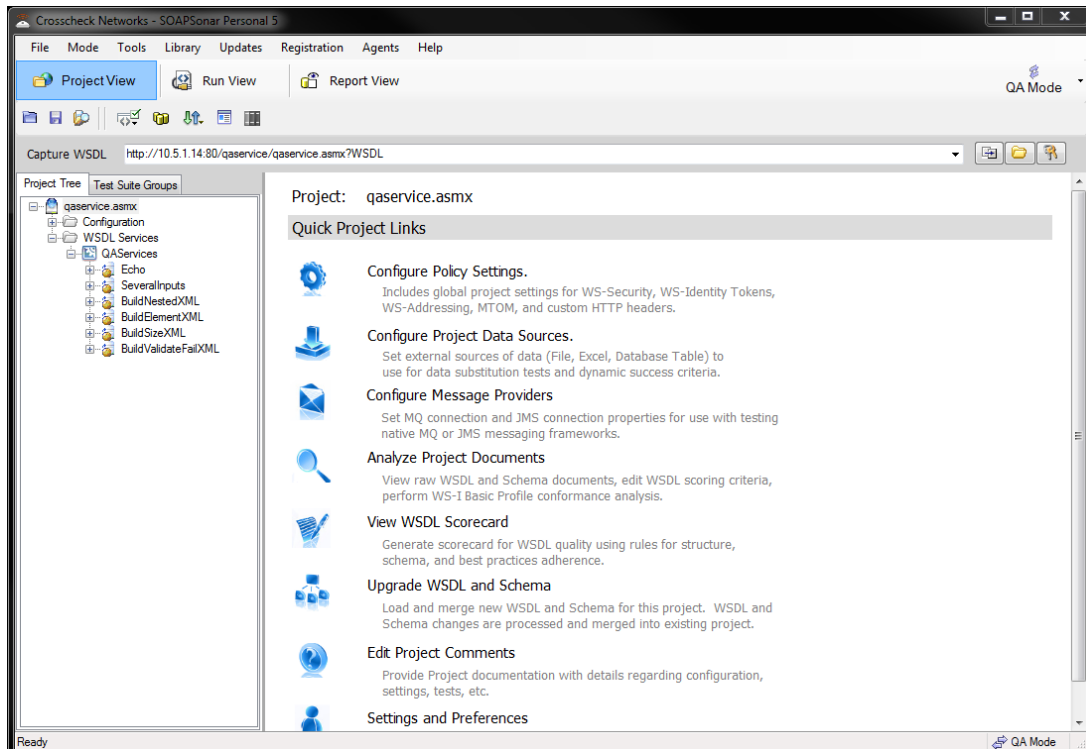 Crosscheck Networks - SOAPSonar Personal 5
File Mode Tools Library Updates Registration Agents Help
Project View Run View Report View
QA Mode
Capture WSDL http://10.5.1.14:80/qaservice/qaservice.asmx?WSDL
Project Tree Test Suite Groups
qaservice.asmx
Configuration
WSDL Services
QAServices
Echo
SeveralInputs
BuildNestedXML
BuildElementXML
BuildSizeXML
BuildValidateFailXML
Project: qaservice.asmx
Quick Project Links
Configure Policy Settings.
Includes global project settings for WS-Security, WS-Identity Tokens,
WS-Addressing, MTOM, and custom HTTP headers.
Configure Project Data Sources.
Set external sources of data (File, Excel, Database Table) to
use for data substitution tests and dynamic success criteria.
Configure Message Providers
Set MQ connection and JMS connection properties for use with testing
native MQ or JMS messaging frameworks.
Analyze Project Documents
View raw WSDL and Schema documents, edit WSDL scoring criteria,
perform WS-I Basic Profile conformance analysis.
View WSDL Scorecard
Generate scorecard for WSDL quality using rules for structure,
schema, and best practices adherence.
Upgrade WSDL and Schema
Load and merge new WSDL and Schema for this project. WSDL and
Schema changes are processed and merged into existing project.
Edit Project Comments
Provide Project documentation with details regarding configuration,
settings, tests, etc.
Settings and Preferences
Ready
QA Mode